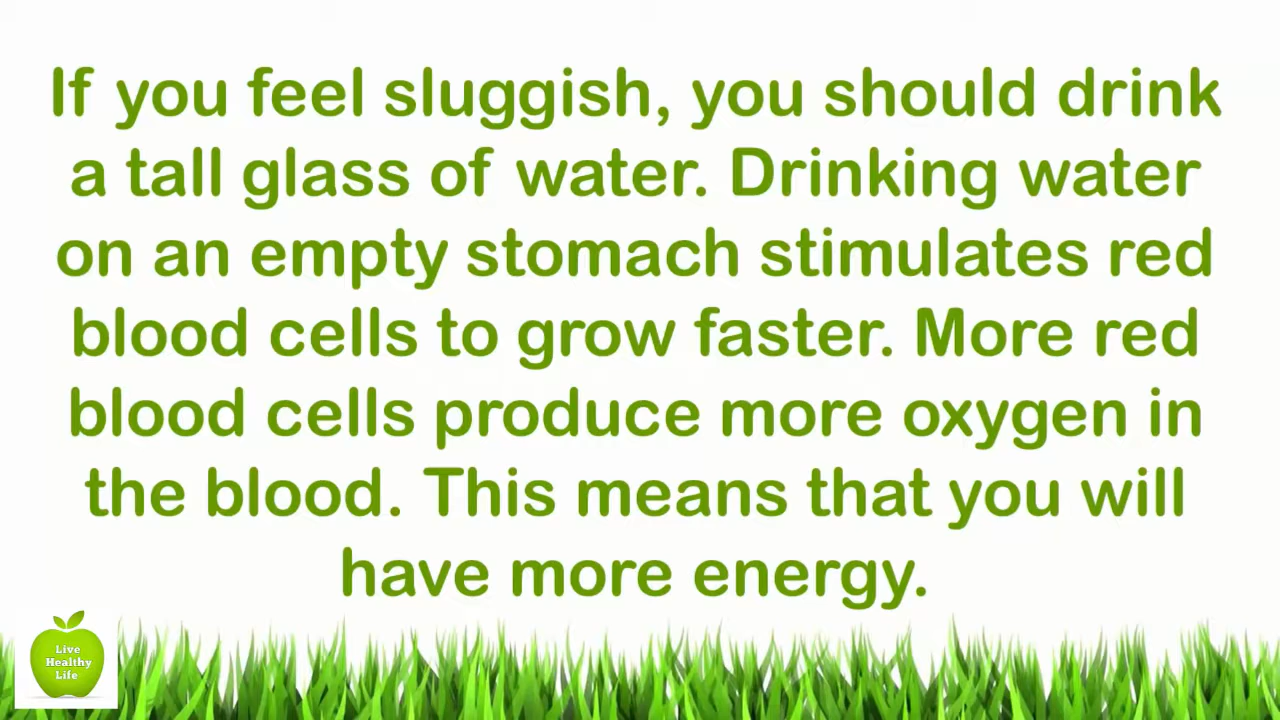 If you feel sluggish, you should drink
a tall glass of water. Drinking water
on an empty stomach stimulates red
blood cells to grow faster. More red
blood cells produce more oxygen in
the blood. This means that you will
have more energy.
Live
Healthy
Life